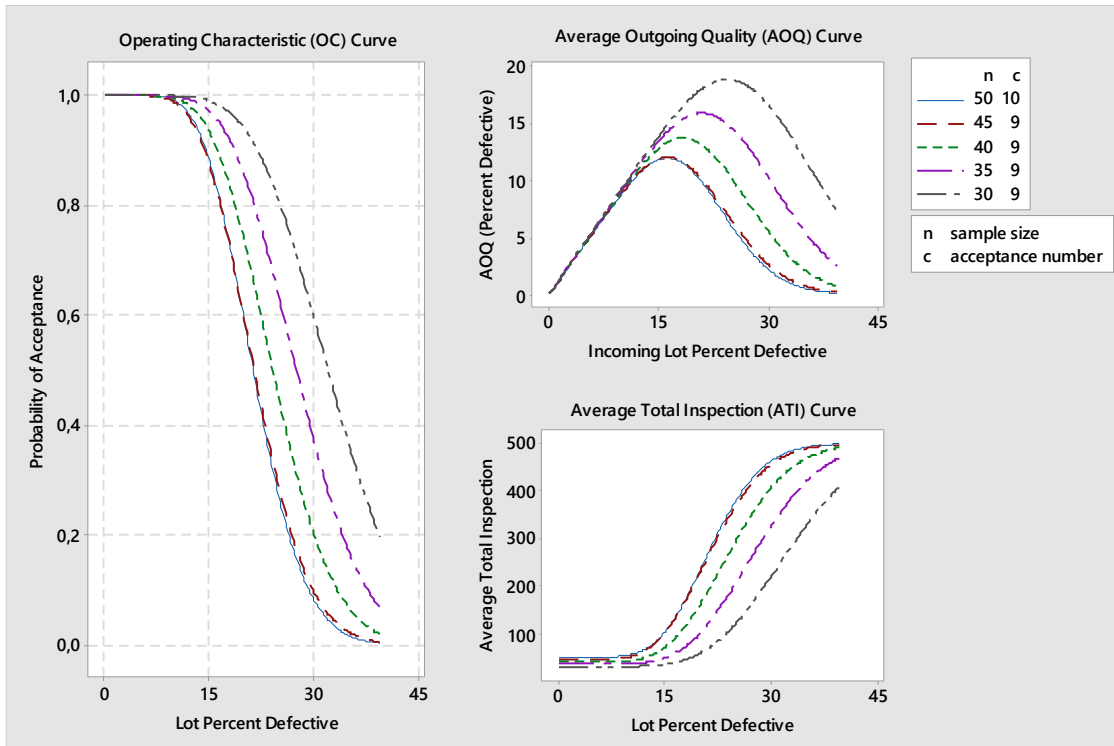 Operating Characteristic (OC) Curve
1,0
0,8
0,6
0,4
0,2
0,0
Probability of Acceptance
0 15 30 45
Lot Percent Defective
Average Outgoing Quality (AOQ) Curve
20
15
10
5
0
AOQ (Percent Defective)
0 15 30 45
Incoming Lot Percent Defective
Average Total Inspection (ATI) Curve
500
400
300
200
100
Average Total Inspection
0 15 30 45
Lot Percent Defective
n c
50 10
45 9
40 9
35 9
30 9
n sample size
c acceptance number